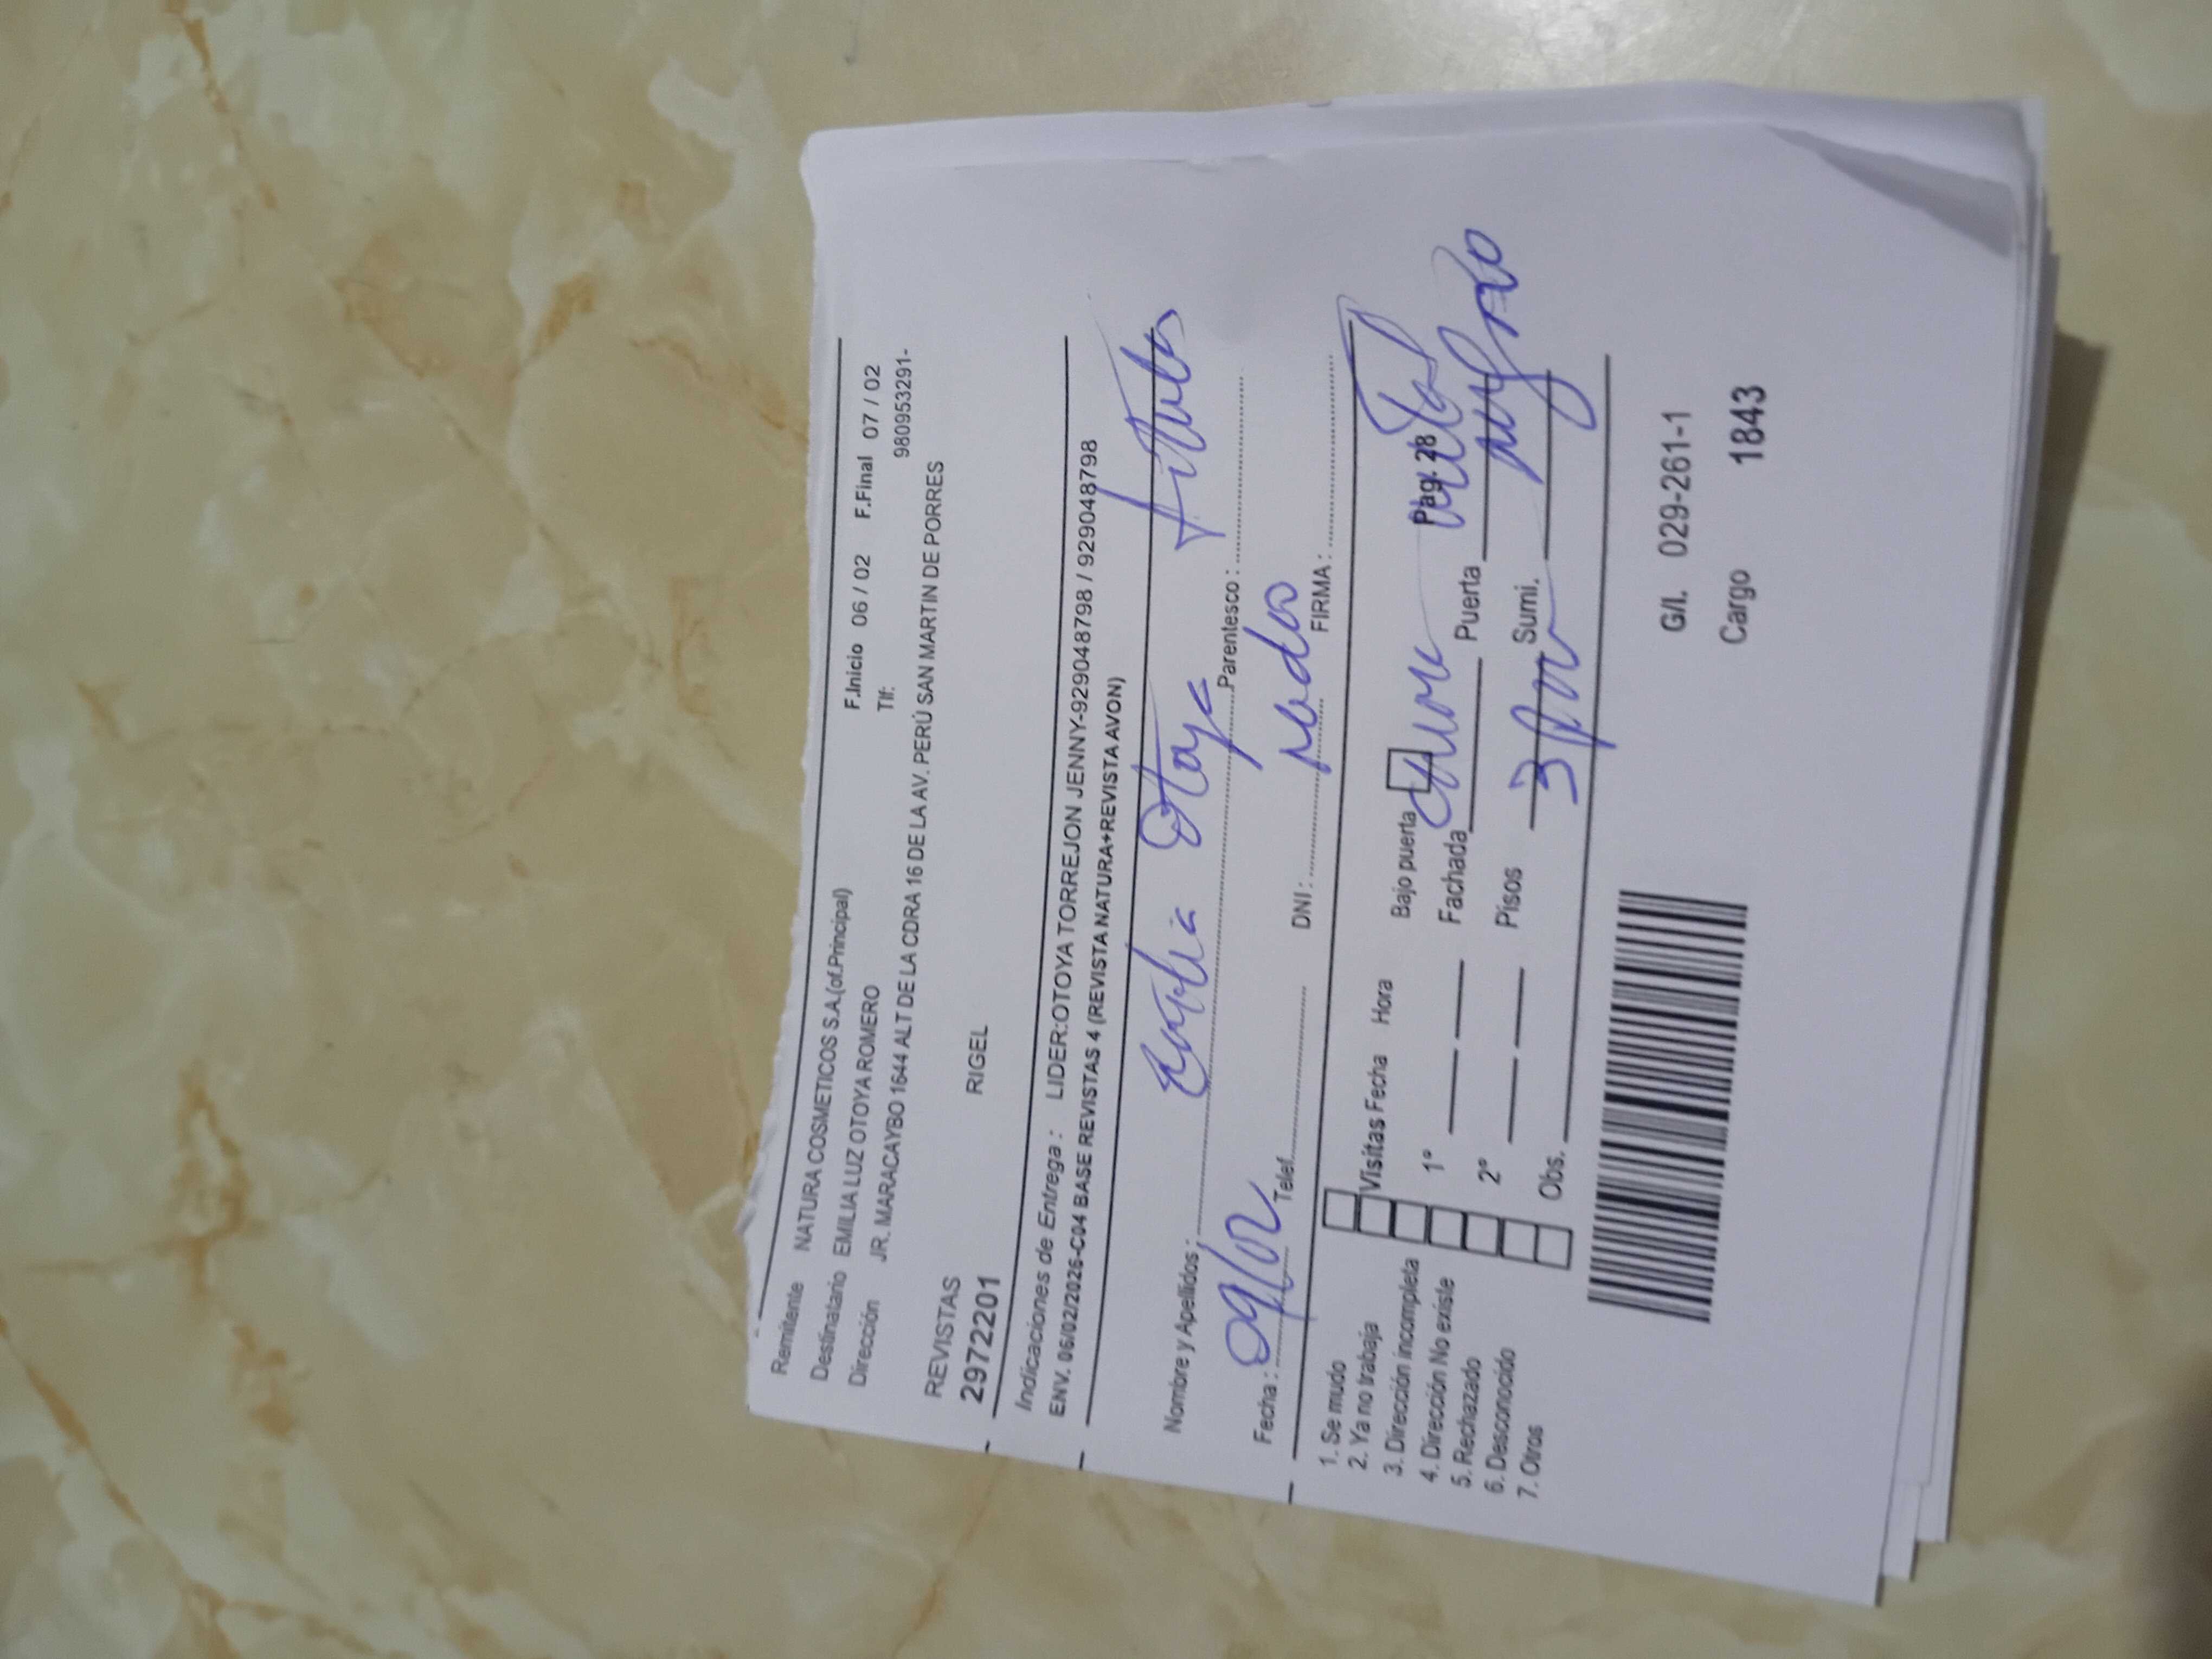 Remitente NATURA COSMETICOS S.A.(of.Principal)
Destinatario EMILIA LUZ OTOYA ROMERO F.Inicio 06 / 02 F.Final 07 / 02
Dirección JR. MARACAYBO 1644 ALT DE LA CDRA 16 DE LA AV. PERÚ SAN MARTIN DE PORRES Tlf: 980953291-
REVISTAS
29722201 RIGEL
Indicaciones de Entrega : LIDER:OTOYA TORREJON JENNY-929048798 / 929048798
ENV. 06/02/2026-C04 BASE REVISTAS 4 (REVISTA NATURA+REVISTA AVON)
Nombre y Apellidos : Emilia Otoya Parentesco : titular
Fecha : 09/02 Telef. DNI : FIRMA :
1. Se mudo
2. Ya no trabaja
3. Dirección incompleta
4. Dirección No existe
5. Rechazado
6. Desconocido
7. Otros
Visitas Fecha Hora
1º
2º
Obs.
Bajo puerta Pag. 28
Fachada Puerta
Pisos 3 Sumi.
G/I. 029-261-1
Cargo 1843